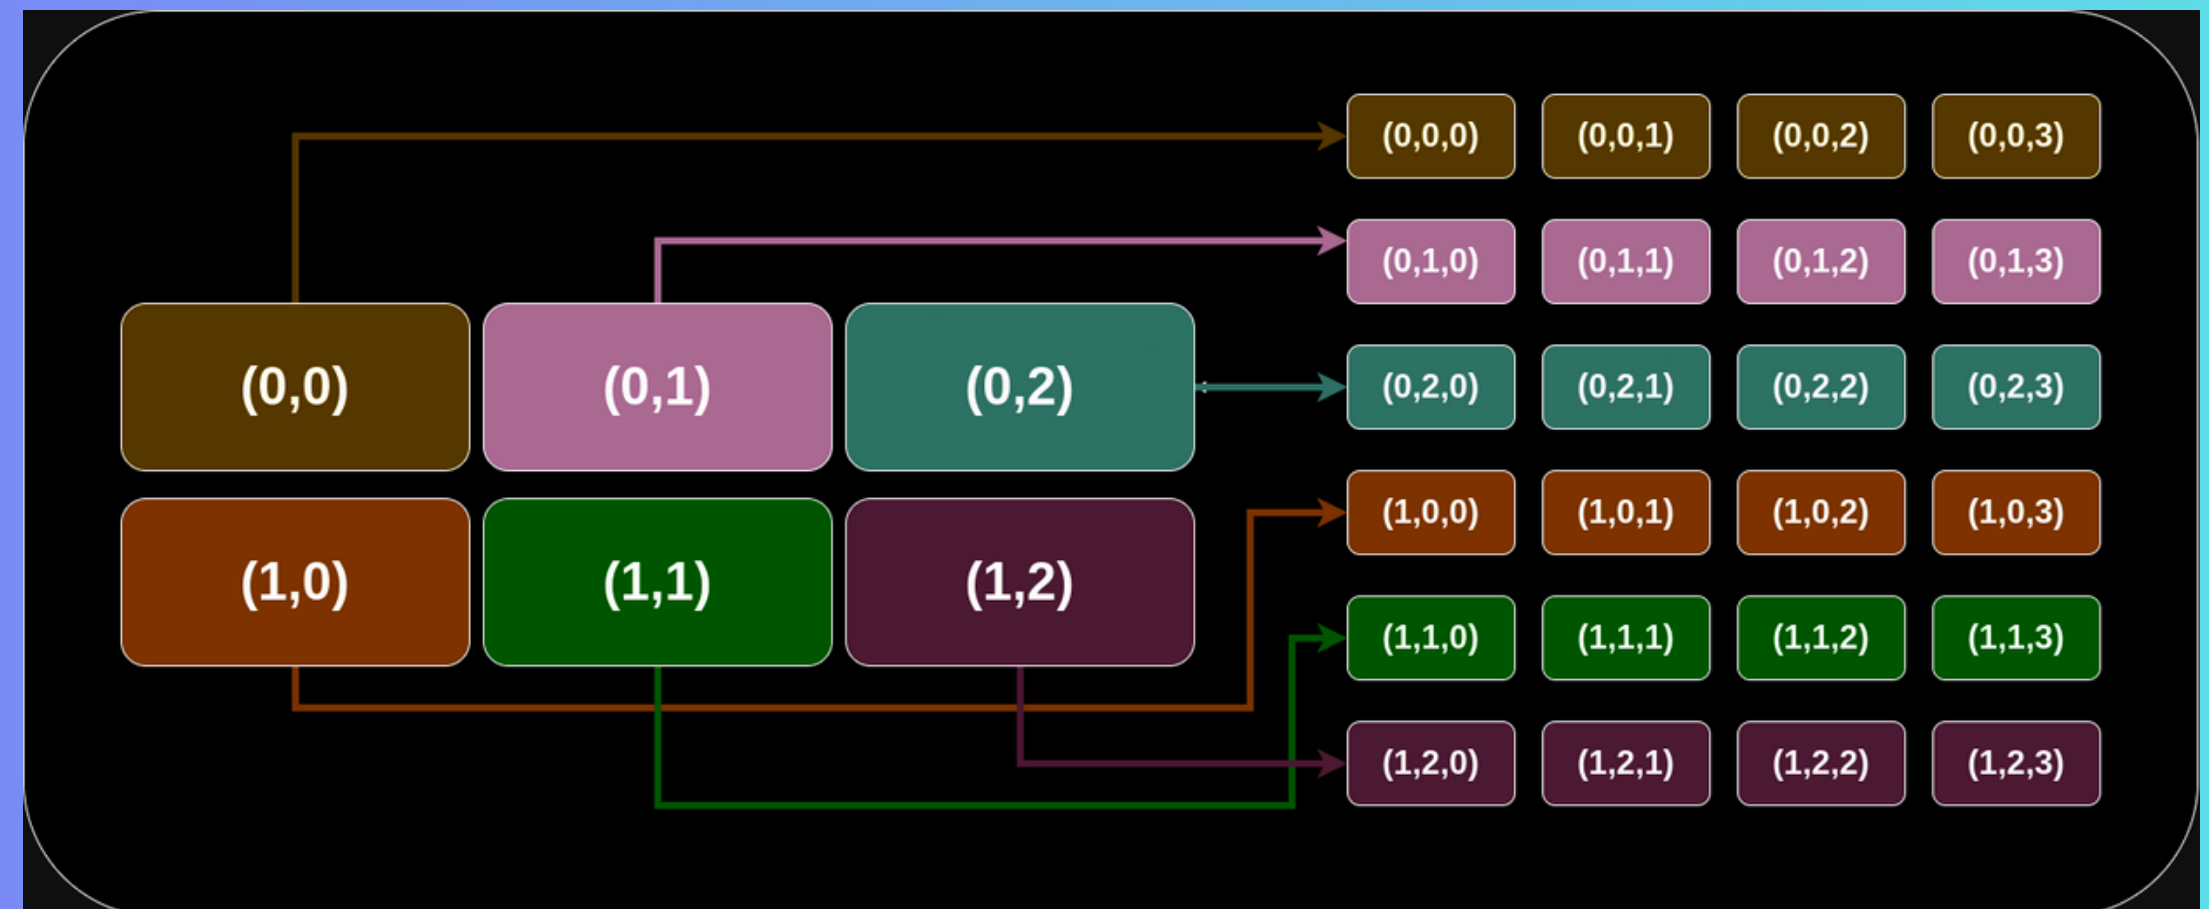 (0,0,0) (0,0,1) (0,0,2) (0,0,3)
(0,1,0) (0,1,1) (0,1,2) (0,1,3)
(0,0) (0,1) (0,2) (0,2,0) (0,2,1) (0,2,2) (0,2,3)
(1,0,0) (1,0,1) (1,0,2) (1,0,3)
(1,0) (1,1) (1,2)
(1,1,0) (1,1,1) (1,1,2) (1,1,3)
(1,2,0) (1,2,1) (1,2,2) (1,2,3)